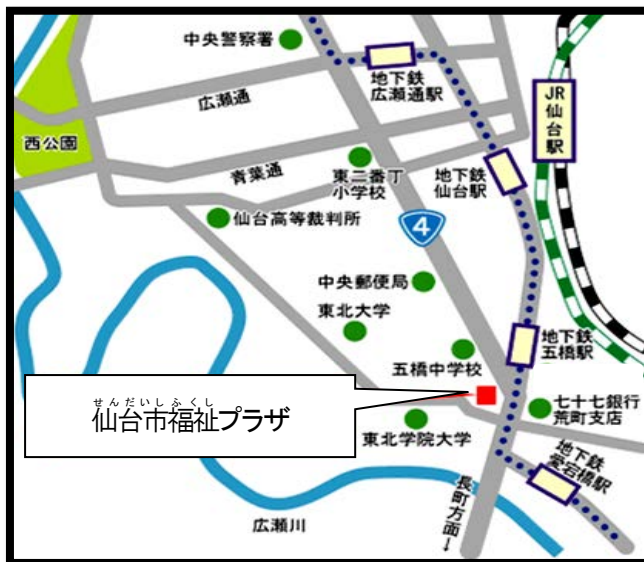 中央警察署
地下鉄
広瀬通駅
JR
仙台
駅
広瀬通
西公園
青葉通
東二番丁
小学校
地下鉄
仙台駅
仙台高等裁判所
4
中央郵便局
東北大学
地下鉄
五橋駅
五橋中学校
せんだいしふくし
仙台市福祉プラザ
七十七銀行
荒町支店
東北学院大学
地下鉄
愛宕橋駅
広瀬川
長町方面→